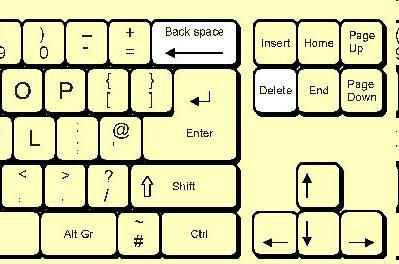 9 ) 0 – - + = Back space
Insert Home Page Up
O P { [ } ]
Enter
Delete End Page Down
L : ; @ '
< , > . ? / Shift
Alt Gr ~ # Ctrl